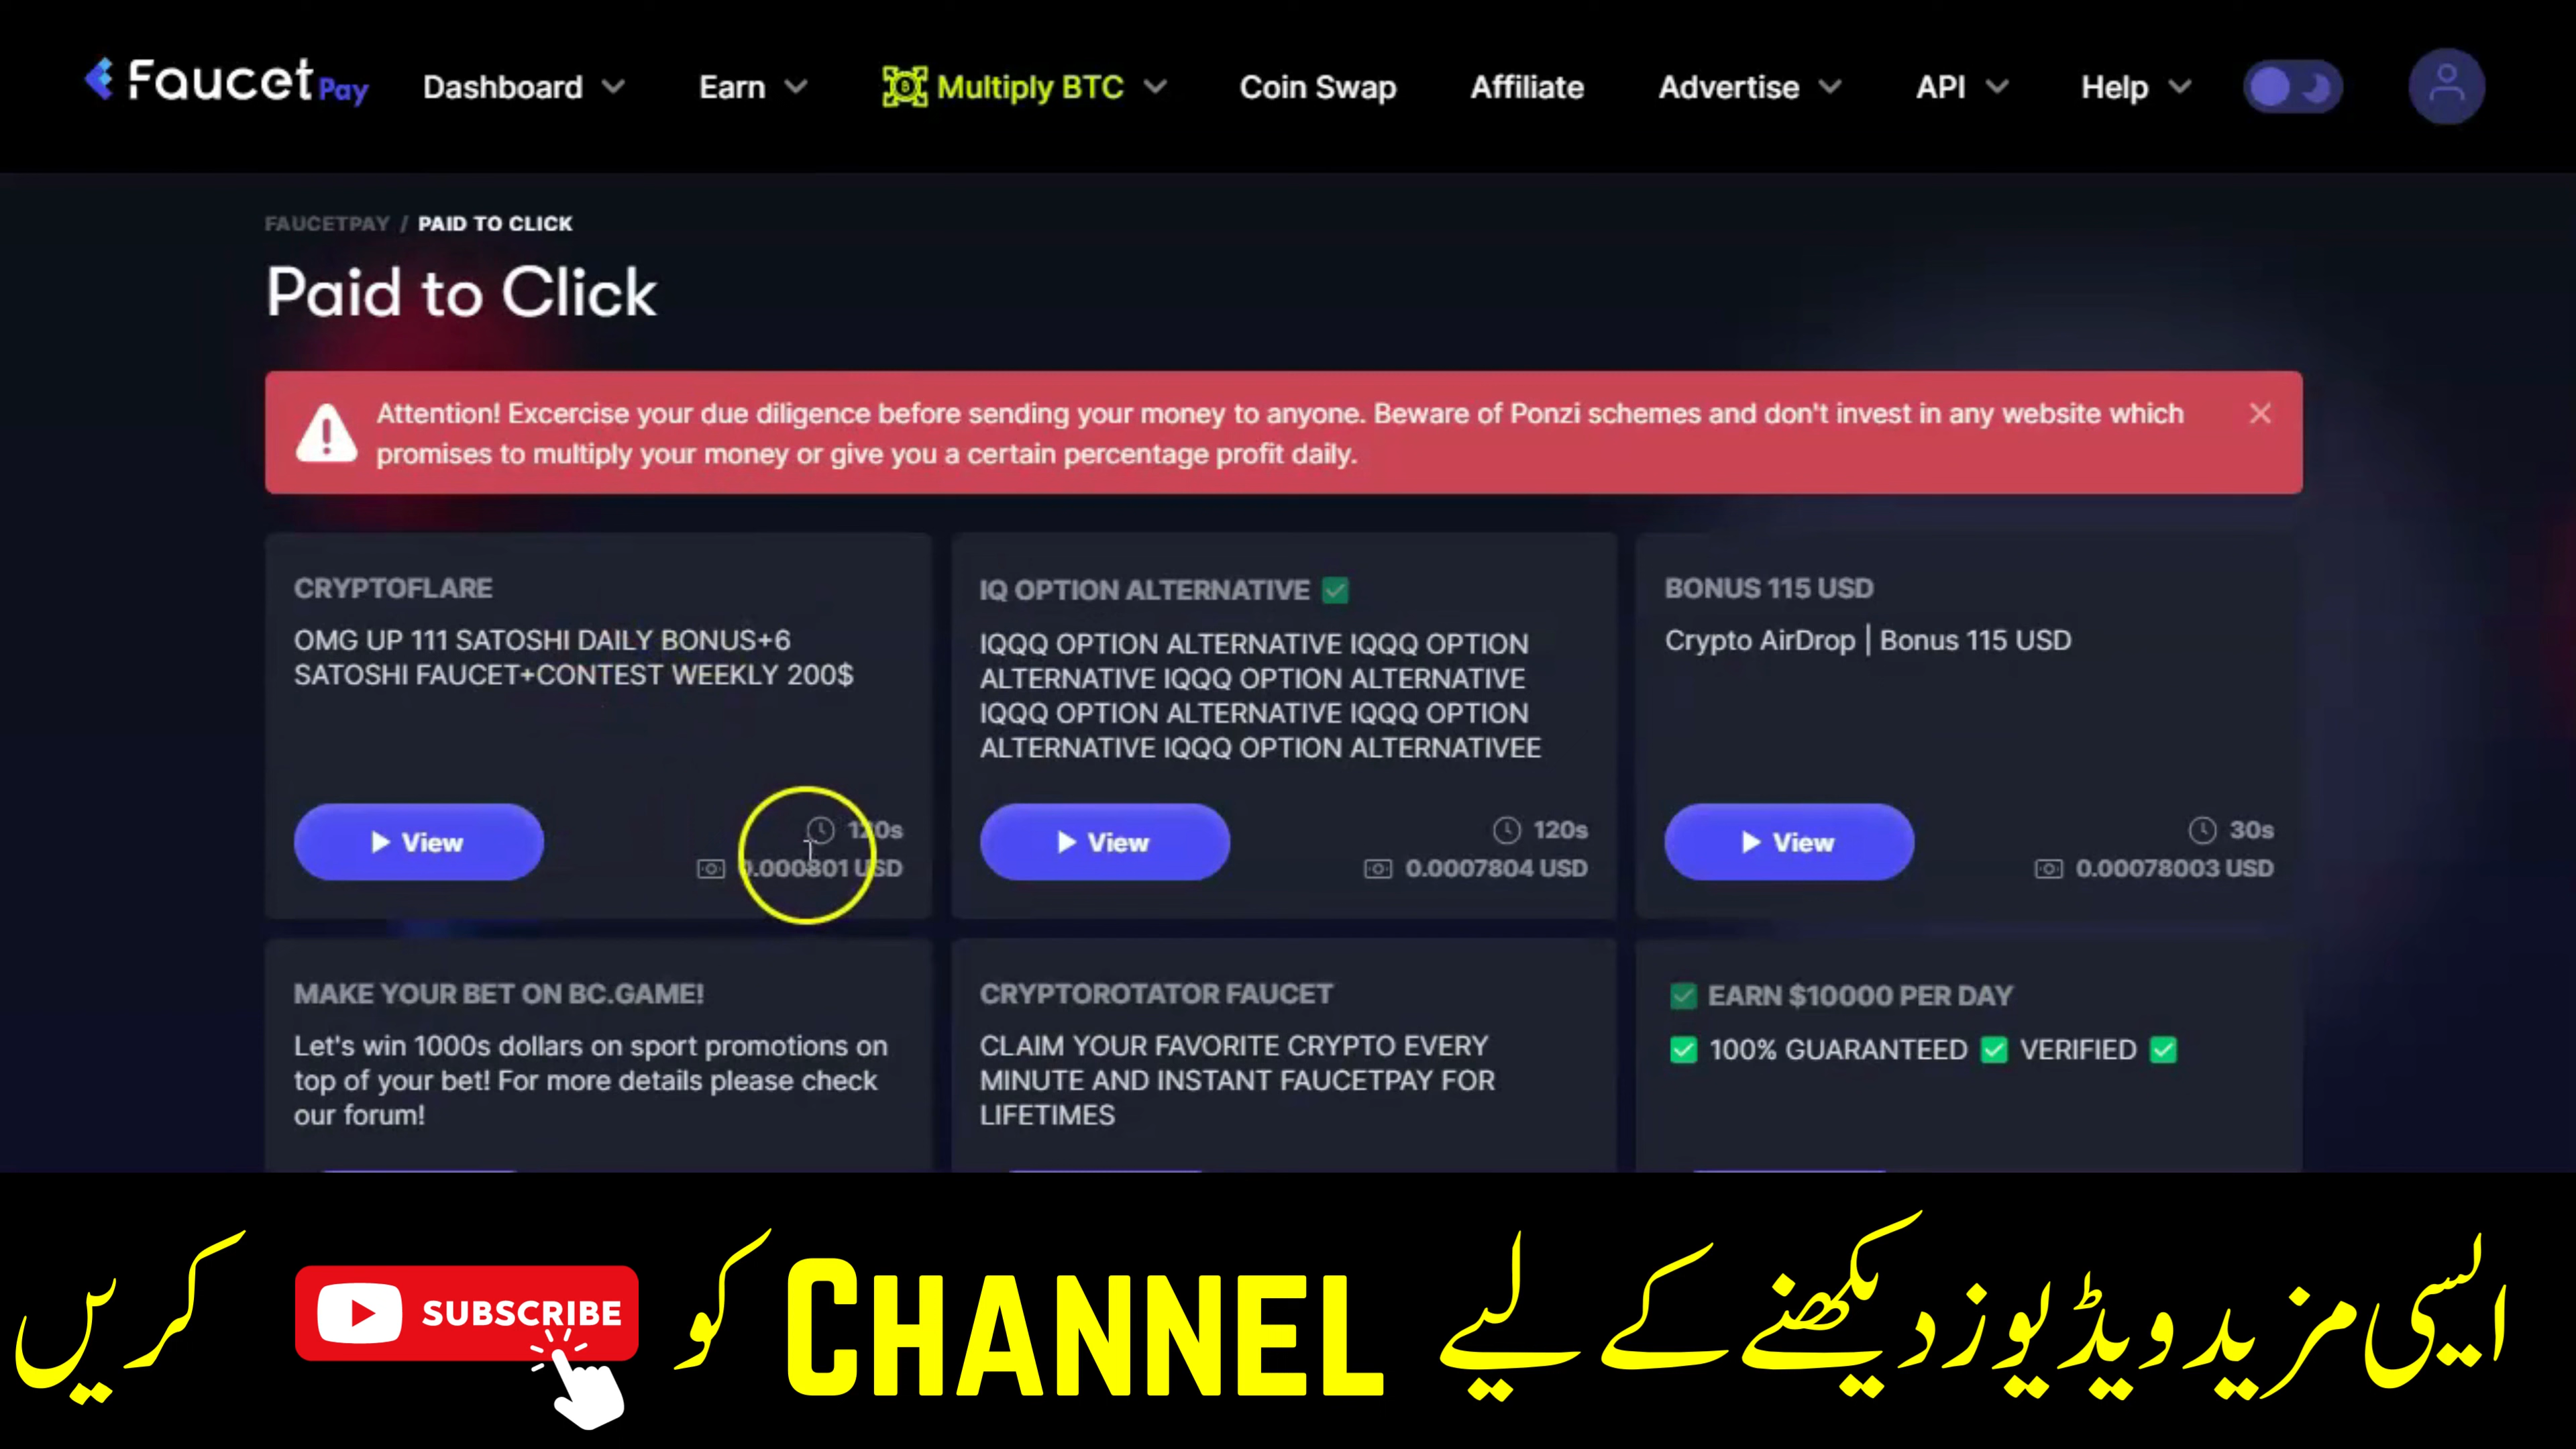 Faucet Pay
Dashboard Earn Multiply BTC Coin Swap Affiliate Advertise API Help
FAUCETPAY / PAID TO CLICK
Paid to Click
Attention! Excercise your due diligence before sending your money to anyone. Beware of Ponzi schemes and don't invest in any website which
promises to multiply your money or give you a certain percentage profit daily.
CRYPTOFLARE
OMG UP 111 SATOSHI DAILY BONUS+6
SATOSHI FAUCET+CONTEST WEEKLY 200$
View
120s
0.000801 USD
IQ OPTION ALTERNATIVE ✅
IQQQ OPTION ALTERNATIVE IQQQ OPTION
ALTERNATIVE IQQQ OPTION ALTERNATIVE
IQQQ OPTION ALTERNATIVE IQQQ OPTION
ALTERNATIVE IQQQ OPTION ALTERNATIVEE
View
120s
0.0007804 USD
BONUS 115 USD
Crypto AirDrop | Bonus 115 USD
View
30s
0.00078003 USD
MAKE YOUR BET ON BC.GAME!
Let's win 1000s dollars on sport promotions on
top of your bet! For more details please check
our forum!
CRYPTOROTATOR FAUCET
CLAIM YOUR FAVORITE CRYPTO EVERY
MINUTE AND INSTANT FAUCETPAY FOR
LIFETIMES
✅ EARN $10000 PER DAY
✅ 100% GUARANTEED ✅ VERIFIED ✅
ایسی مزید ویڈیوز دیکھنے کے لیے CHANNEL کو SUBSCRIBE کریں